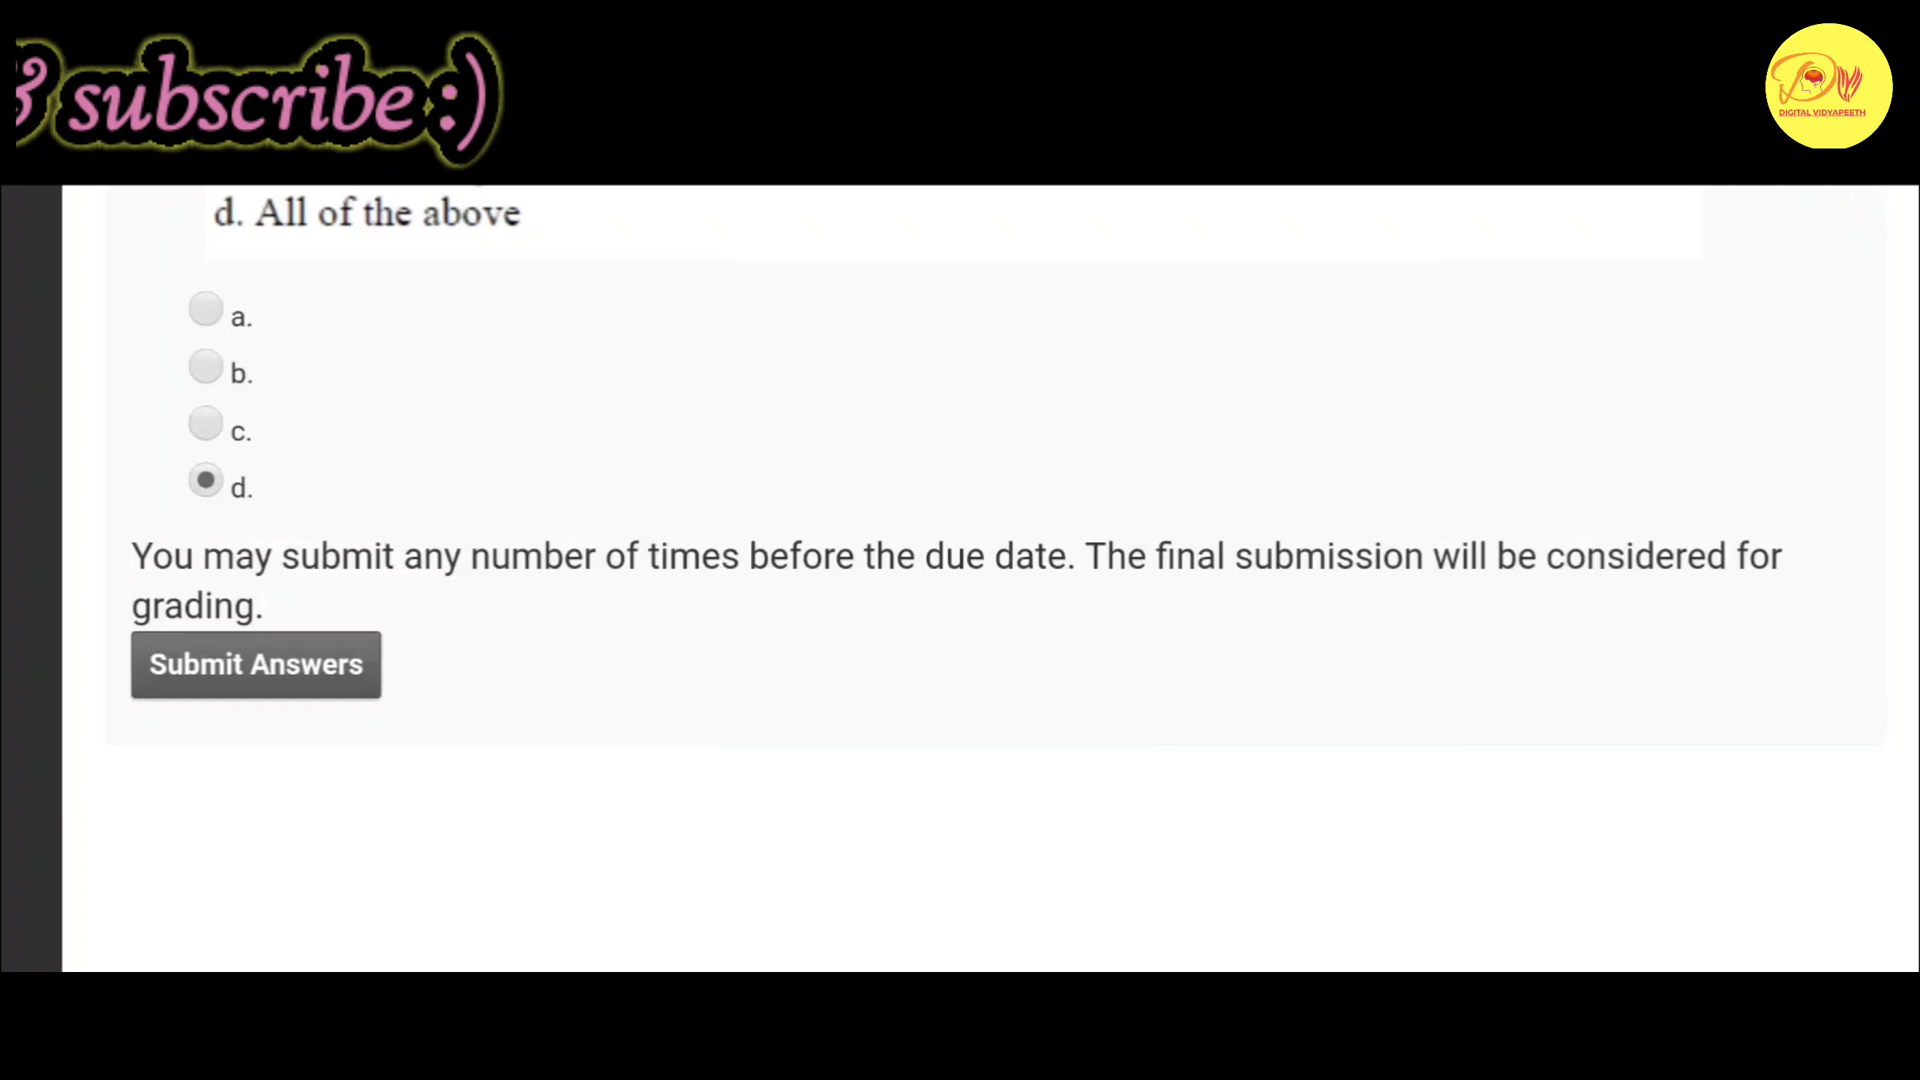 subscribe :)
DIGITAL VIDYAPEETH
d. All of the above
a.
b.
c.
d.
You may submit any number of times before the due date. The final submission will be considered for
grading.
Submit Answers